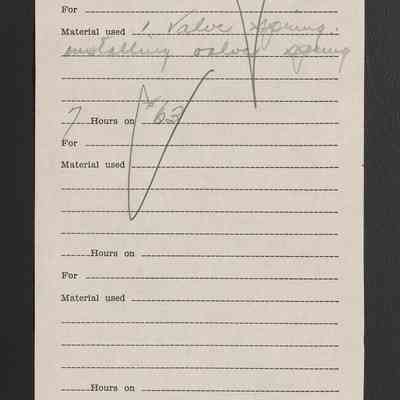 For
Material used 1 Valve spring.
installing valve spring
7 Hours on #63
For
Material used
Hours on
For
Material used
Hours on